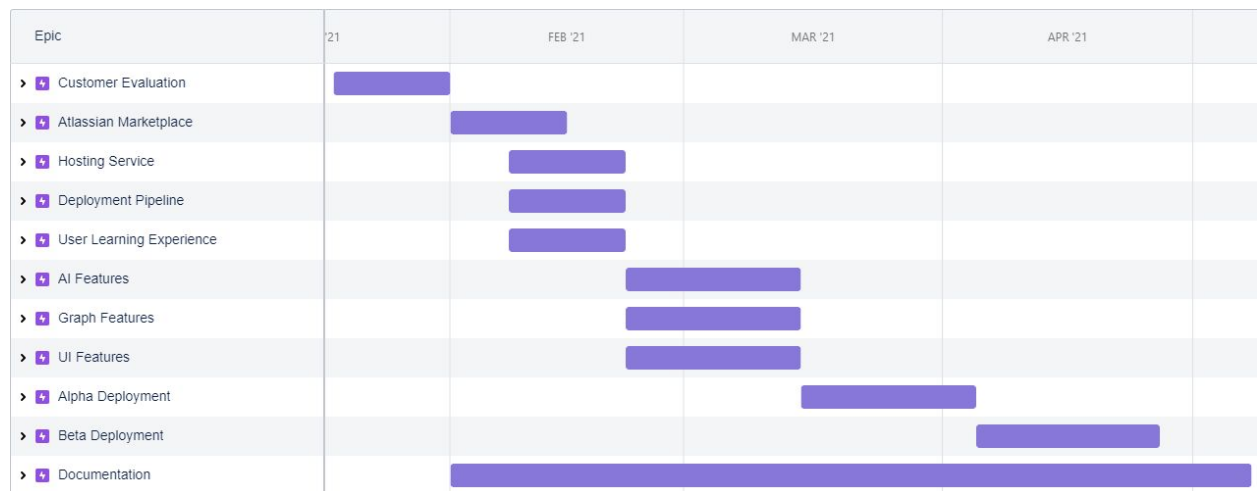 Epic '21 FEB '21 MAR '21 APR '21
Customer Evaluation
Atlassian Marketplace
Hosting Service
Deployment Pipeline
User Learning Experience
AI Features
Graph Features
UI Features
Alpha Deployment
Beta Deployment
Documentation